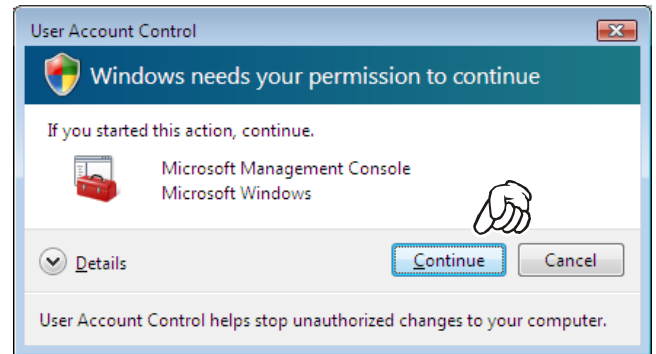 User Account Control
Windows needs your permission to continue
If you started this action, continue.
Microsoft Management Console
Microsoft Windows
Details
Continue
Cancel
User Account Control helps stop unauthorized changes to your computer.